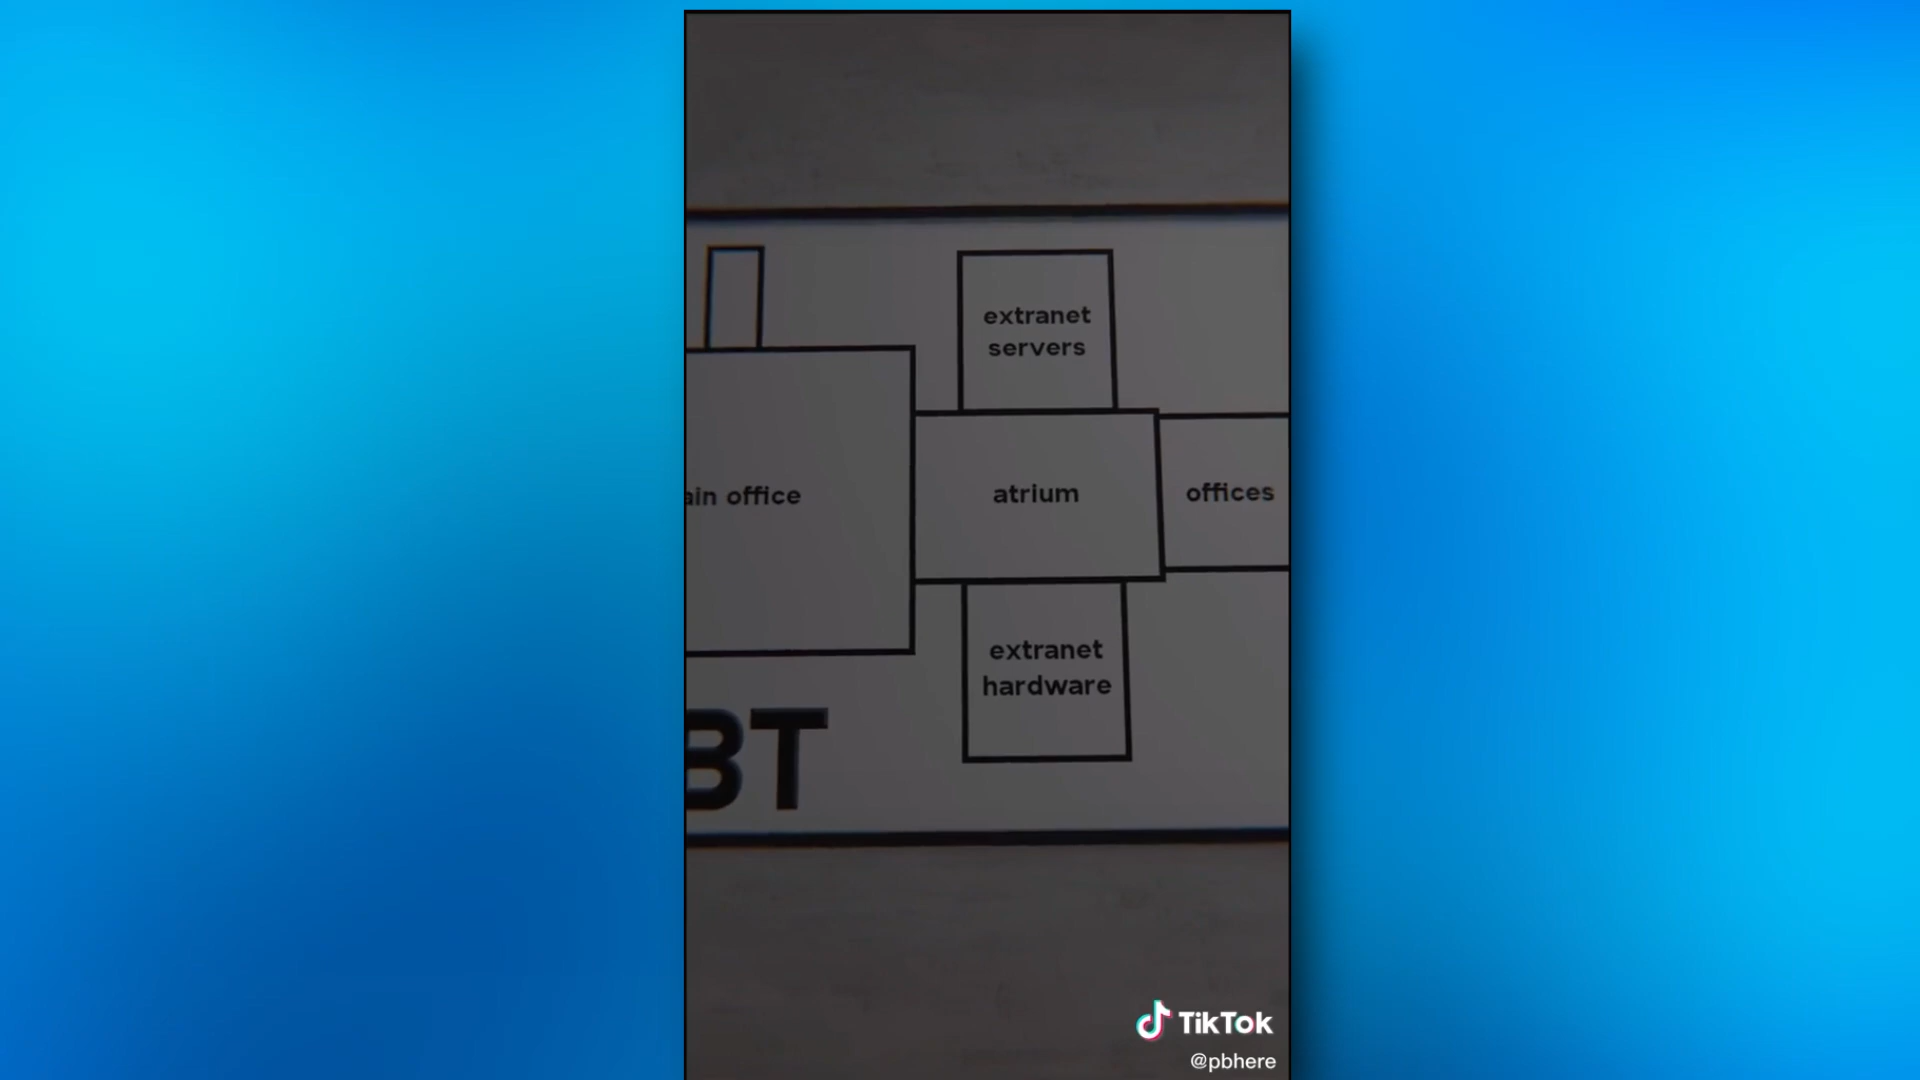 extranet
servers
ain office
atrium
offices
extranet
hardware
BT
TikTok
@pbhere